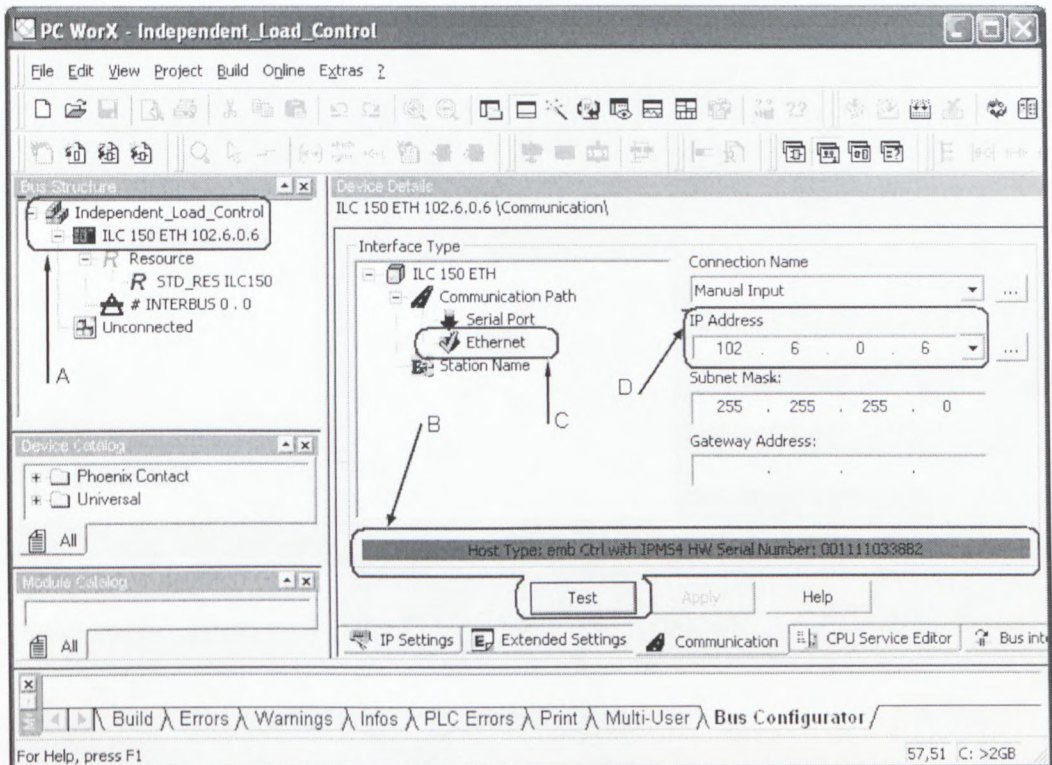 PC WorX - Independent_Load_Control
File Edit View Project Build Online Extras ?
Bus Structure
Independent_Load_Control
ILC 150 ETH 102.6.0.6
Resource
STD_RES ILC150
# INTERBUS 0 . 0
Unconnected
A
Device Catalog
Phoenix Contact
Universal
All
Module Catalog
All
Device Details
ILC 150 ETH 102.6.0.6 \Communication\
Interface Type
ILC 150 ETH
Communication Path
Serial Port
Ethernet
Station Name
B
C
D
Connection Name
Manual Input
...
IP Address
102 . 6 . 0 . 6
...
Subnet Mask:
255 . 255 . 255 . 0
Gateway Address:
. . .
Host Type: emb Ctrl with IPMS4 HW Serial Number: 001111033882
Test Apply Help
IP Settings Extended Settings Communication CPU Service Editor Bus int
Build Errors Warnings Infos PLC Errors Print Multi-User Bus Configurator
For Help, press F1
57,51 C: >2GB